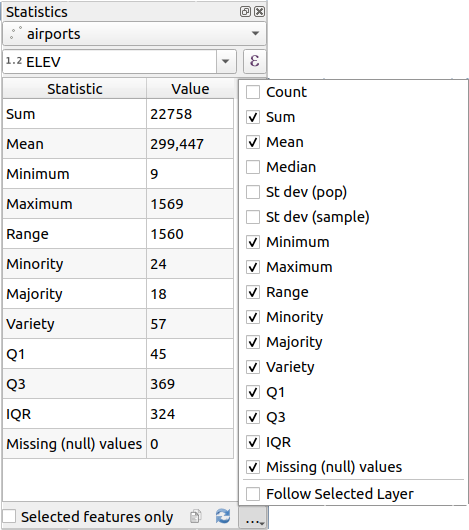 Statistics
airports
1.2 ELEV ε
Statistic Value
Sum 22758
Mean 299,447
Minimum 9
Maximum 1569
Range 1560
Minority 24
Majority 18
Variety 57
Q1 45
Q3 369
IQR 324
Missing (null) values 0
Selected features only ...
Count
Sum
Mean
Median
St dev (pop)
St dev (sample)
Minimum
Maximum
Range
Minority
Majority
Variety
Q1
Q3
IQR
Missing (null) values
Follow Selected Layer